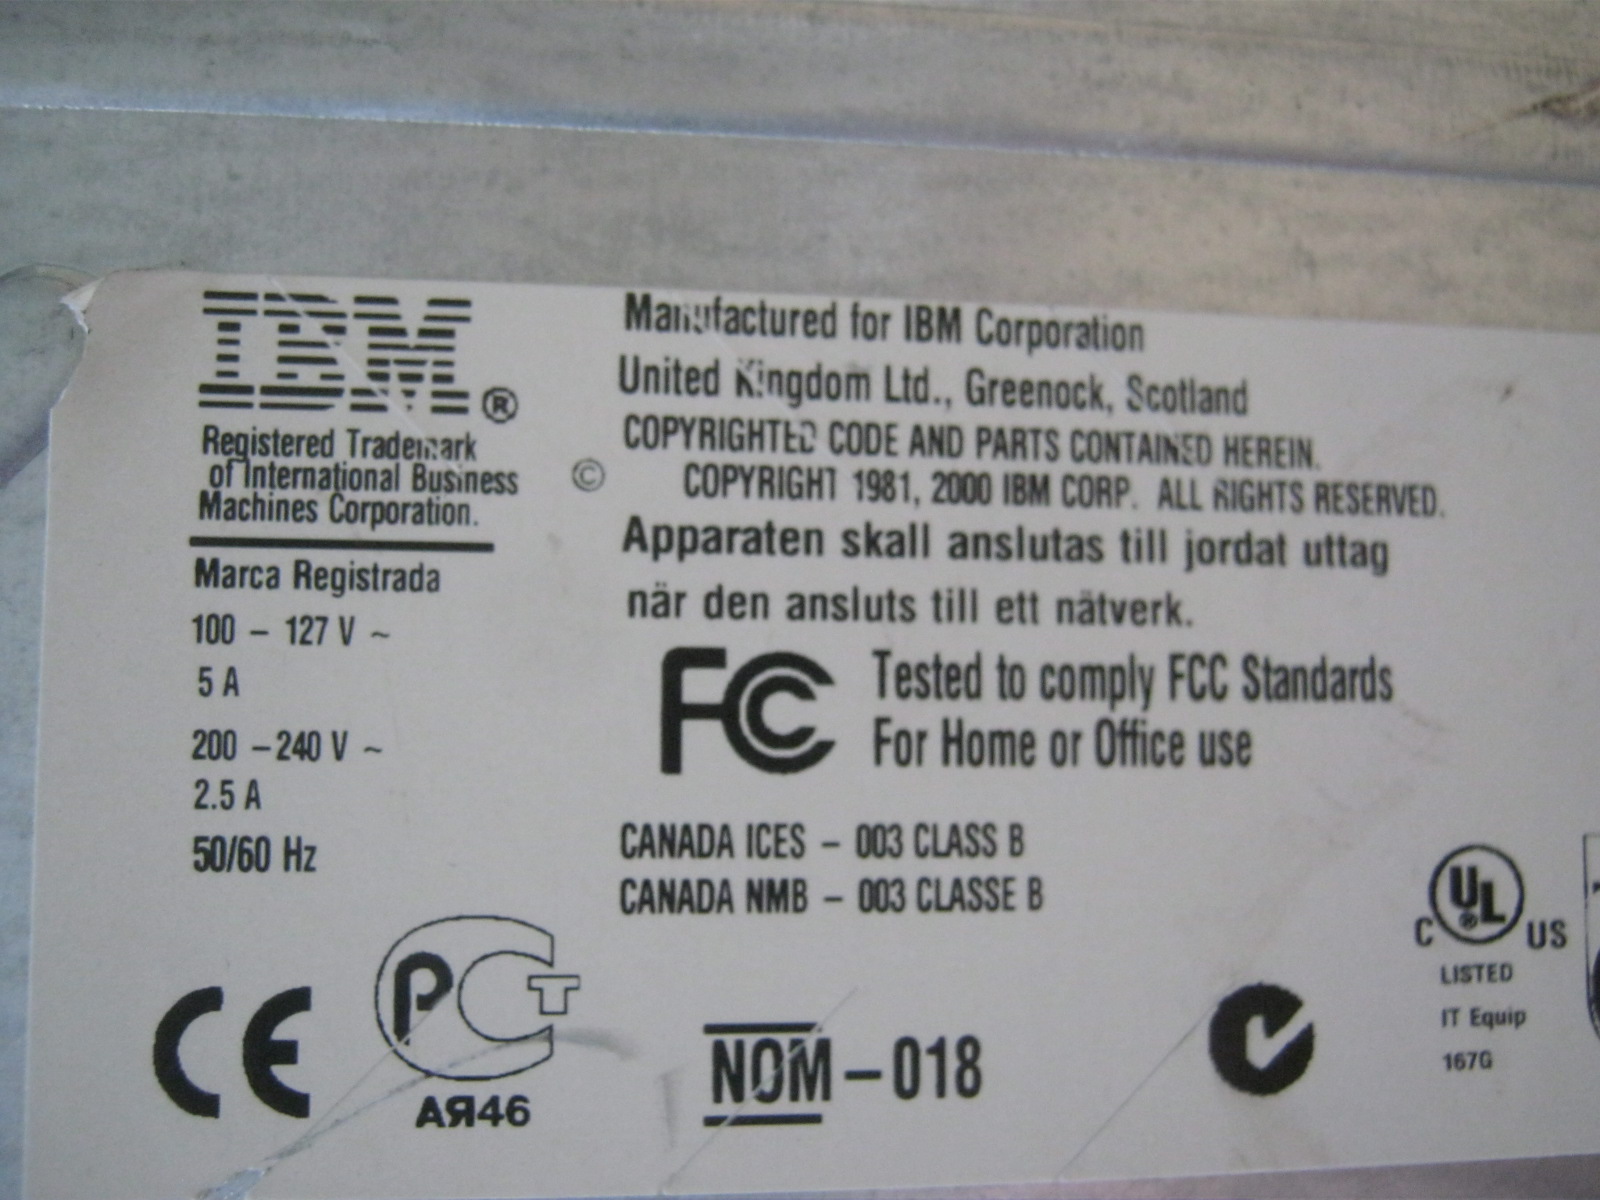 IBM®
Registered Trademark
of International Business
Machines Corporation.
Marca Registrada
100 – 127 V ~
5 A
200 – 240 V ~
2.5 A
50/60 Hz
Manufactured for IBM Corporation
United Kingdom Ltd., Greenock, Scotland
COPYRIGHTED CODE AND PARTS CONTAINED HEREIN.
© COPYRIGHT 1981, 2000 IBM CORP. ALL RIGHTS RESERVED.
Apparaten skall anslutas till jordat uttag
när den ansluts till ett nätverk.
FC Tested to comply FCC Standards
For Home or Office use
CANADA ICES – 003 CLASS B
CANADA NMB – 003 CLASSE B
CE
РСТ
АЯ46
NOM – 018
C UL® US
LISTED
IT Equip
167G